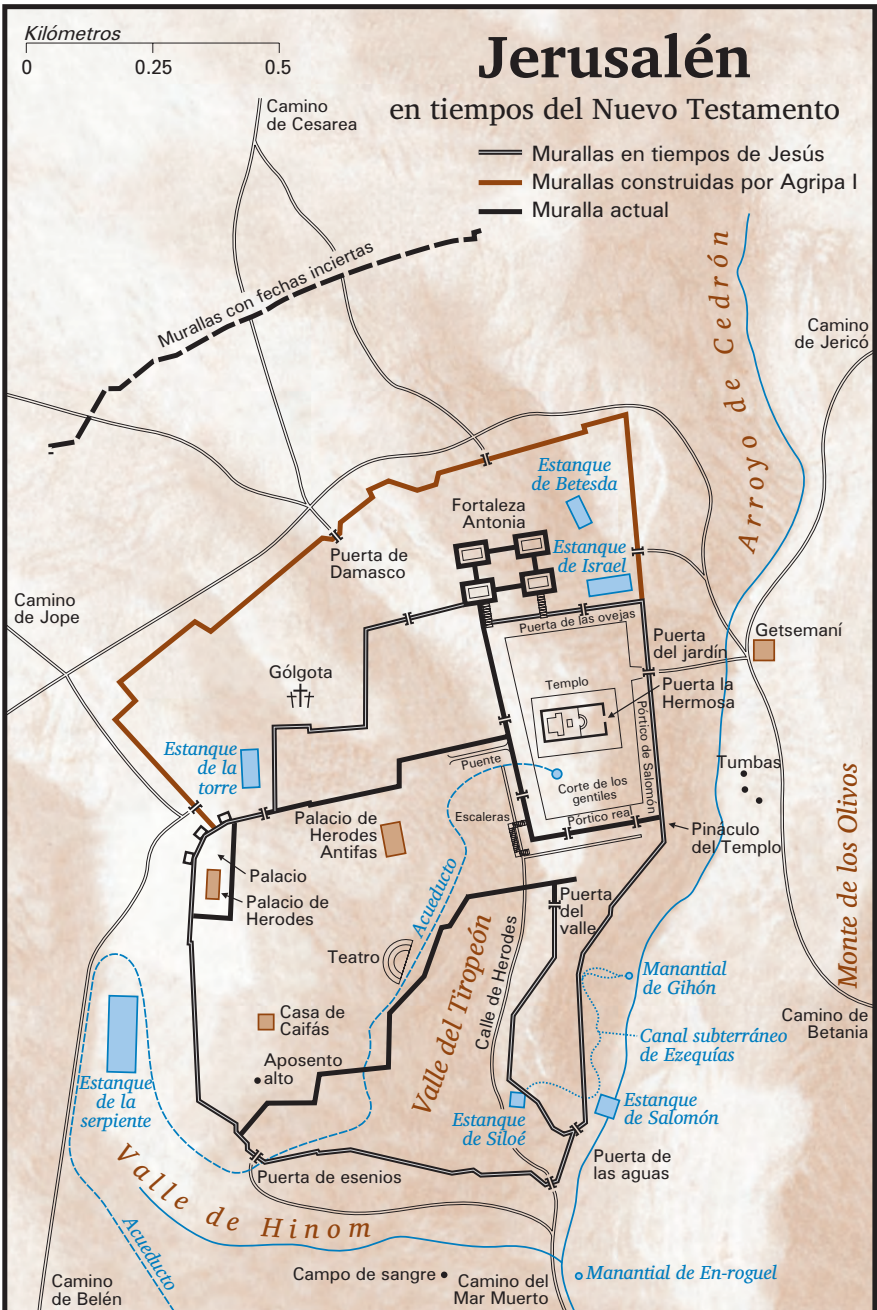 Kilómetros
0 0.25 0.5
Jerusalén
en tiempos del Nuevo Testamento
Murallas en tiempos de Jesús
Murallas construidas por Agripa I
Muralla actual
Camino
de Cesarea
Murallas con fechas inciertas
Arroyo de Cedrón
Camino
de Jericó
Estanque
de Betesda
Fortaleza
Antonia
Estanque
de Israel
Puerta de
Damasco
Camino
de Jope
Puerta de las ovejas
Puerta
del jardín
Getsemaní
Gólgota
Templo
Puerta la
Hermosa
Pórtico de Salomón
Estanque
de la
torre
Puente
Corte de los
gentiles
Tumbas
Palacio de
Herodes
Antifas
Escaleras
Pórtico real
Pináculo
del Templo
Monte de los Olivos
Palacio
Palacio de
Herodes
Acueducto
Puerta
del
valle
Teatro
Valle del Tiropeón
Calle de Herodes
Manantial
de Gihón
Casa de
Caifás
Canal subterráneo
de Ezequías
Camino de
Betania
Aposento
alto
Estanque
de la
serpiente
Estanque
de Siloé
Estanque
de Salomón
Puerta de
las aguas
Puerta de esenios
Valle de Hinom
Acueducto
Camino
de Belén
Campo de sangre
Camino del
Mar Muerto
Manantial de En-roguel